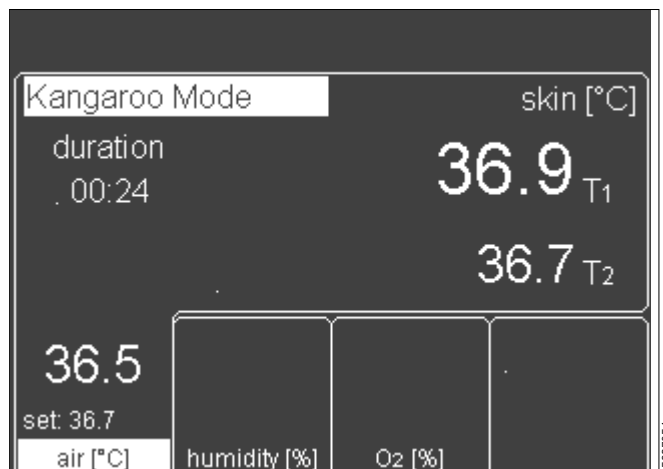 Kangaroo Mode
skin [°C]
duration
00:24
36.9 T1
36.7 T2
36.5
set: 36.7
air [°C]
humidity [%]
O2 [%]